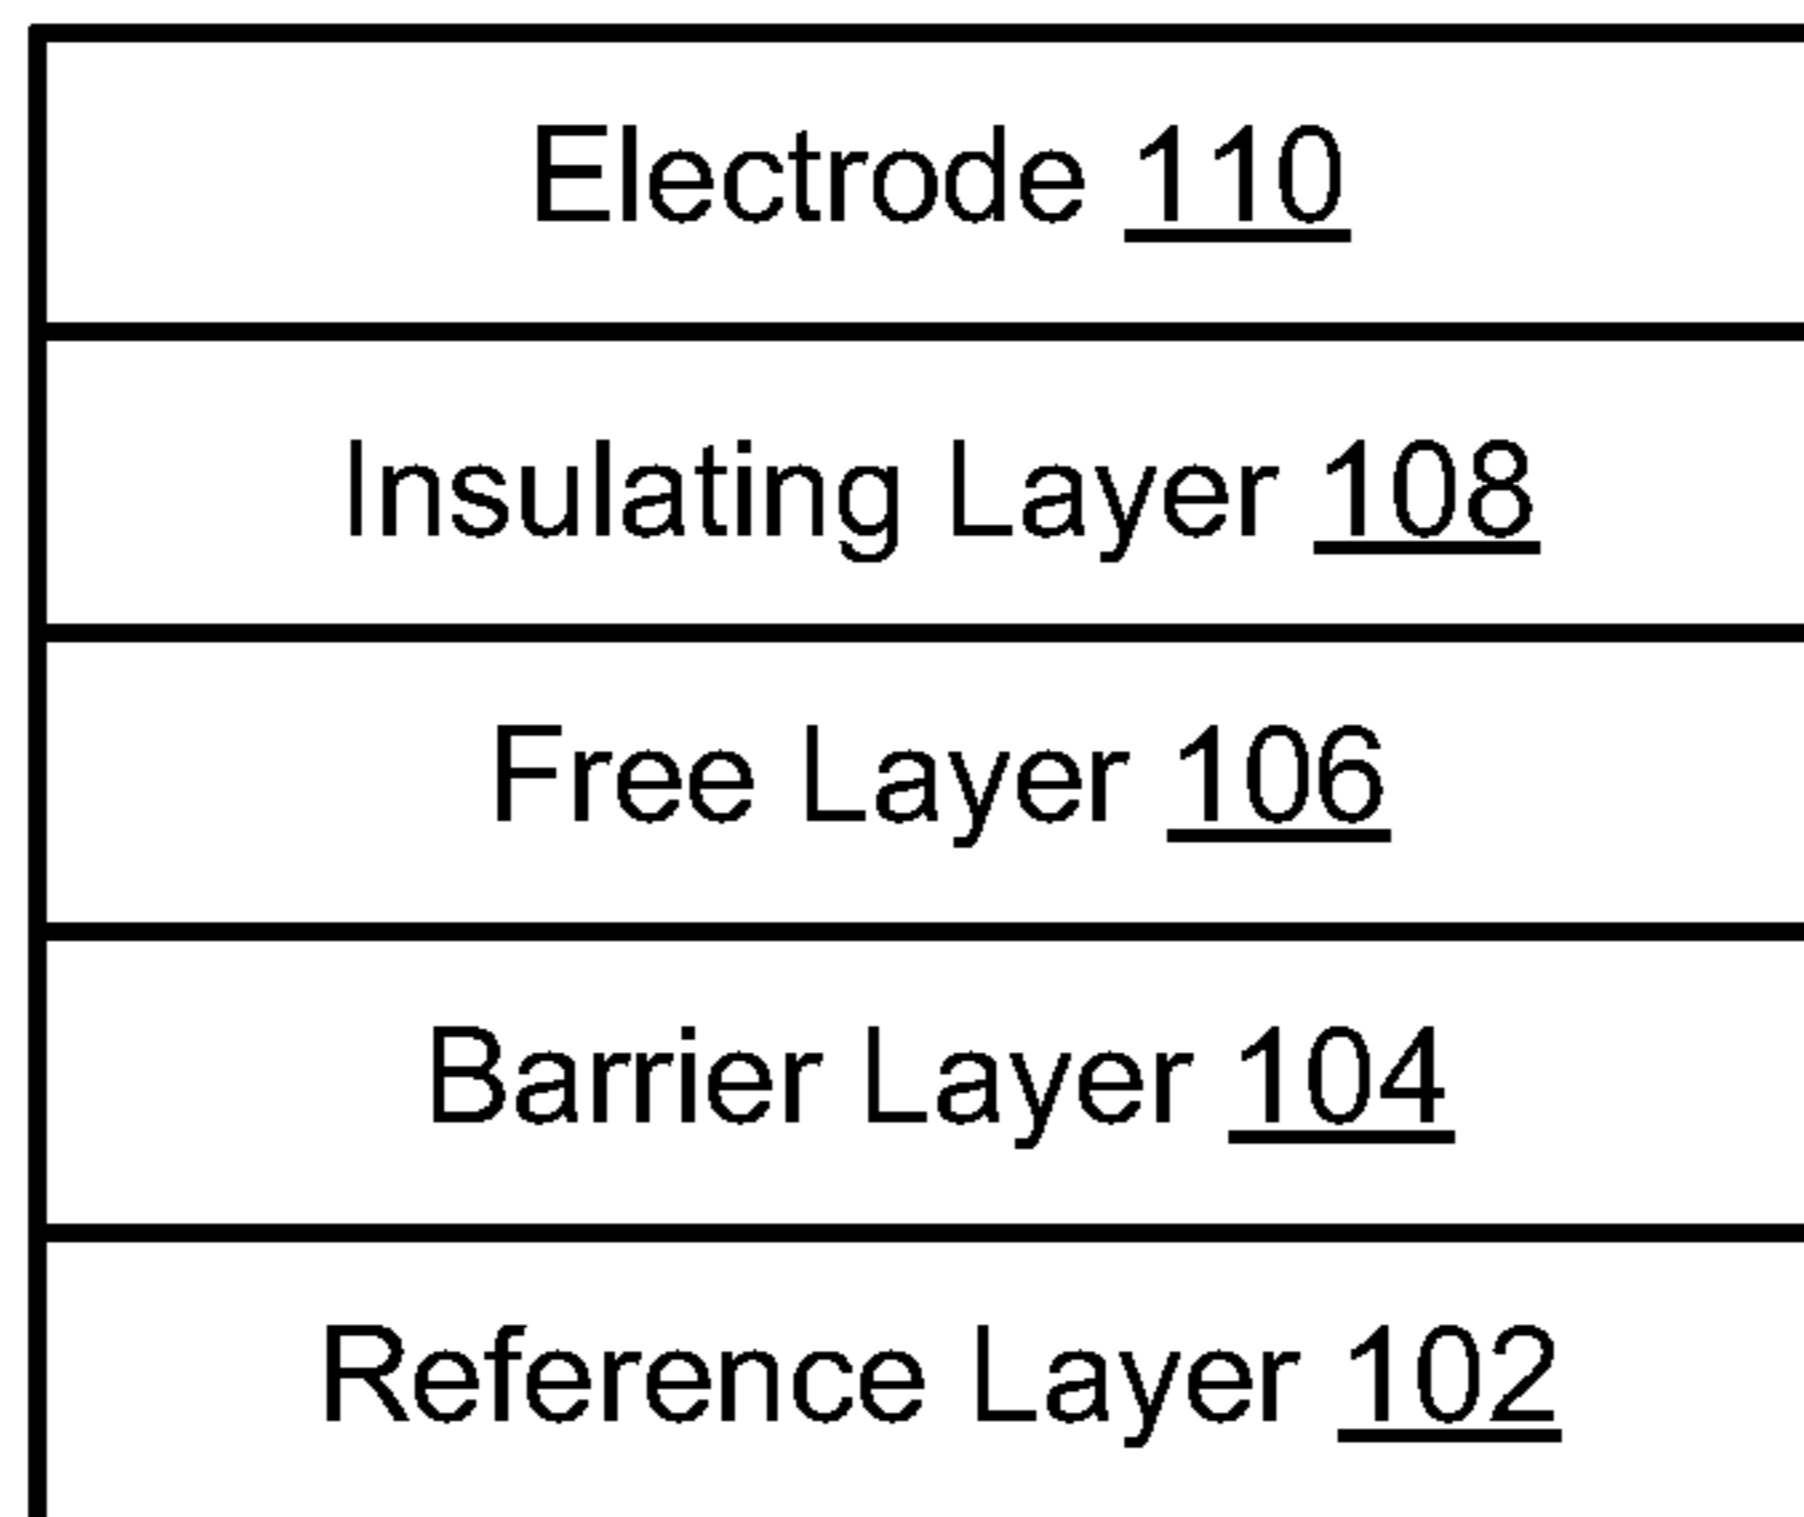 Electrode 110
Insulating Layer 108
Free Layer 106
Barrier Layer 104
Reference Layer 102